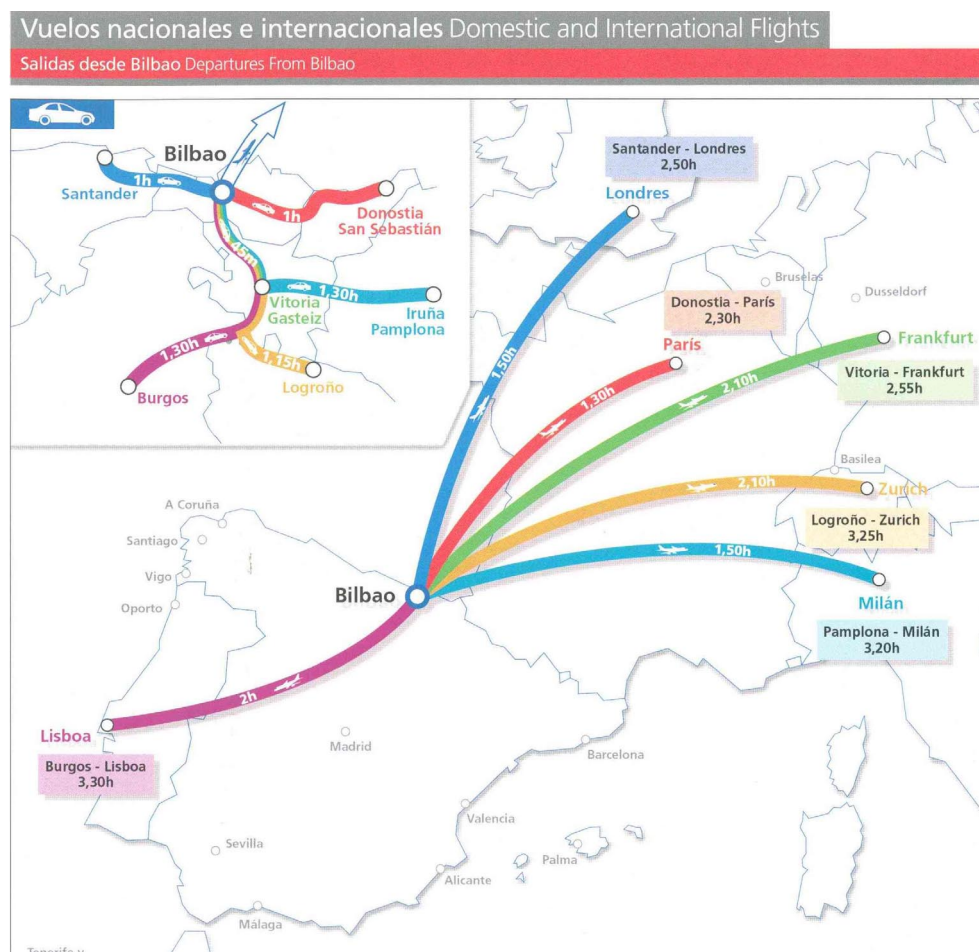 Vuelos nacionales e internacionales Domestic and International Flights
Salidas desde Bilbao Departures From Bilbao
Bilbao
Santander
1h
1h
Donostia
San Sebastián
45m
Vitoria
Gasteiz
1,30h
Iruña
Pamplona
1,30h
1,15h
Burgos
Logroño
Santander - Londres
2,50h
Londres
Bruselas
Dusseldorf
Donostia - París
2,30h
París
Frankfurt
Vitoria - Frankfurt
2,55h
1,50h
1,30h
2,10h
Basilea
2,10h
Zurich
Logroño - Zurich
3,25h
1,50h
Milán
Pamplona - Milán
3,20h
A Coruña
Santiago
Vigo
Oporto
Bilbao
2h
Lisboa
Burgos - Lisboa
3,30h
Madrid
Barcelona
Valencia
Sevilla
Palma
Alicante
Málaga
Tenerife y